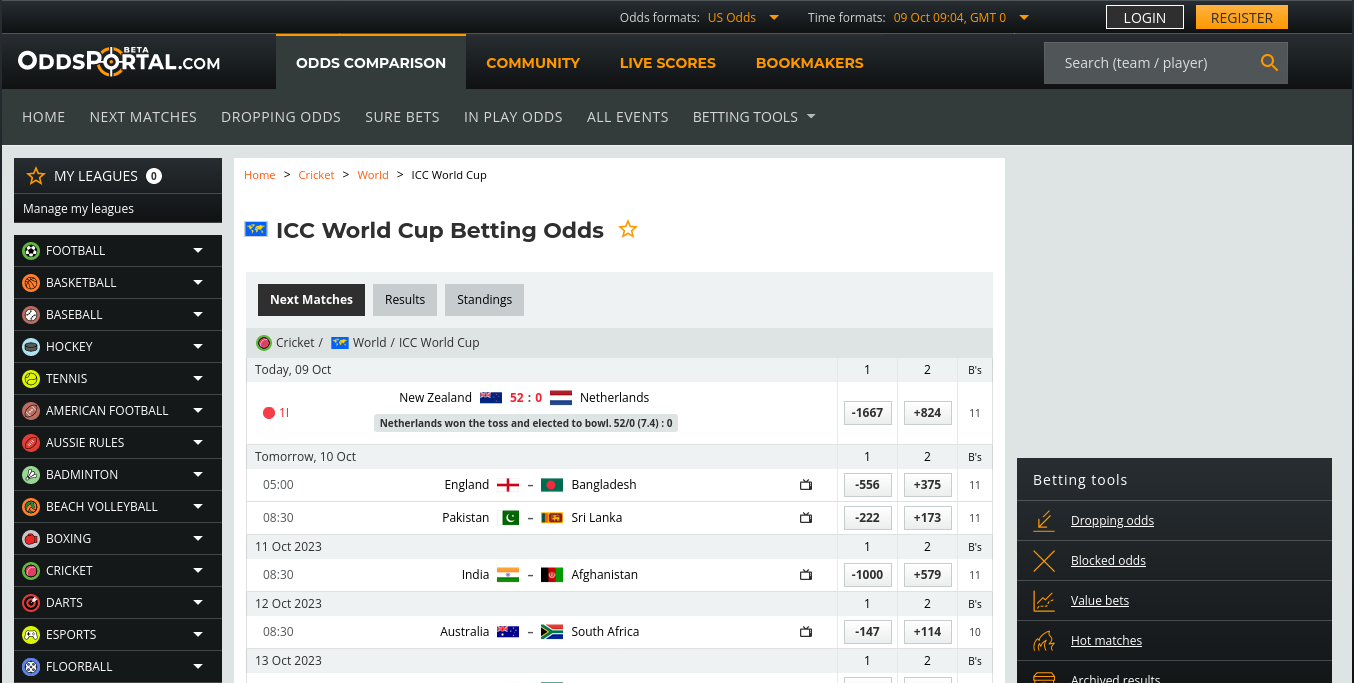 Odds formats: US Odds
Time formats: 09 Oct 09:04, GMT 0
LOGIN
REGISTER
ODDSPORTAL.COM
BETA
ODDS COMPARISON
COMMUNITY
LIVE SCORES
BOOKMAKERS
Search (team / player)
HOME
NEXT MATCHES
DROPPING ODDS
SURE BETS
IN PLAY ODDS
ALL EVENTS
BETTING TOOLS
MY LEAGUES 0
Manage my leagues
FOOTBALL
BASKETBALL
BASEBALL
HOCKEY
TENNIS
AMERICAN FOOTBALL
AUSSIE RULES
BADMINTON
BEACH VOLLEYBALL
BOXING
CRICKET
DARTS
ESPORTS
FLOORBALL
Home > Cricket > World > ICC World Cup
ICC World Cup Betting Odds
Next Matches
Results
Standings
Cricket / World / ICC World Cup
Today, 09 Oct 1 2 B's
New Zealand 52 : 0 Netherlands
1I -1667 +824 11
Netherlands won the toss and elected to bowl. 52/0 (7.4) : 0
Tomorrow, 10 Oct 1 2 B's
05:00 England – Bangladesh -556 +375 11
08:30 Pakistan – Sri Lanka -222 +173 11
11 Oct 2023 1 2 B's
08:30 India – Afghanistan -1000 +579 11
12 Oct 2023 1 2 B's
08:30 Australia – South Africa -147 +114 10
13 Oct 2023 1 2 B's
Betting tools
Dropping odds
Blocked odds
Value bets
Hot matches
Archived results